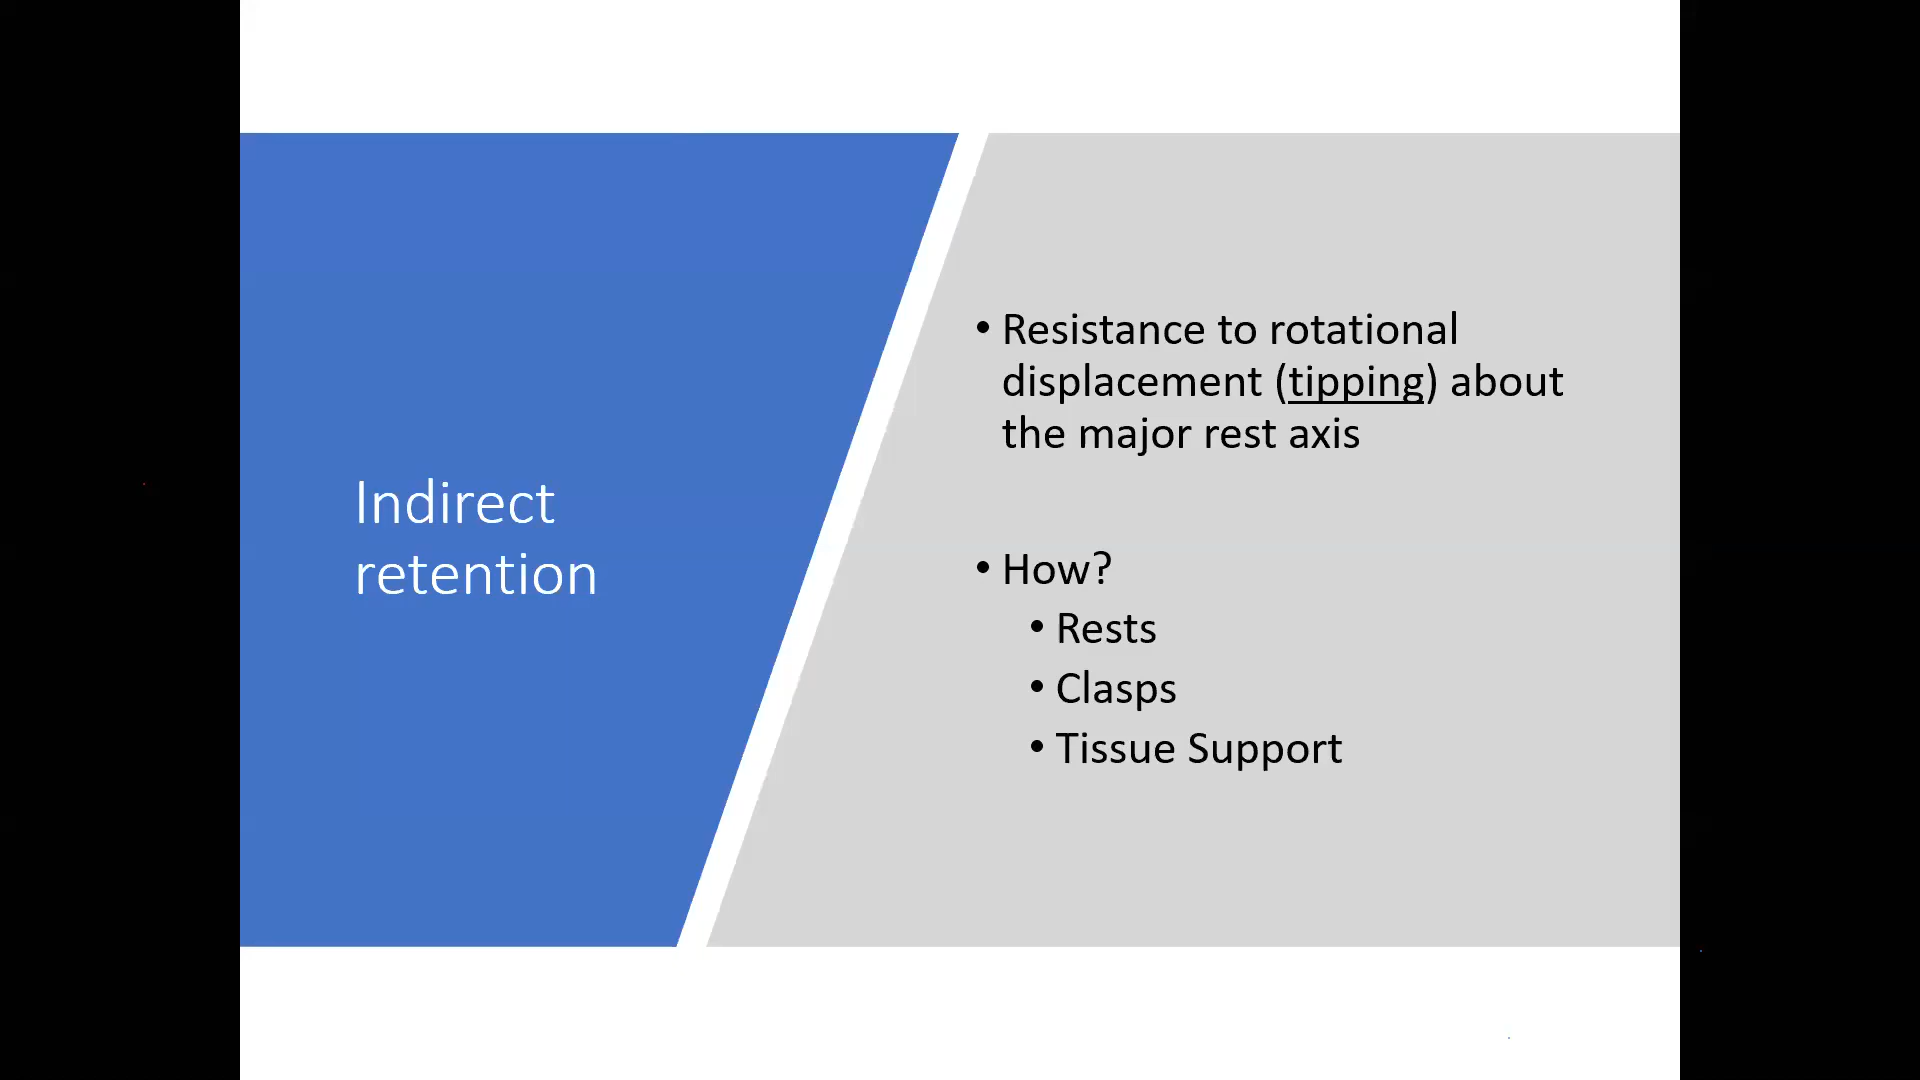 Indirect
retention
• Resistance to rotational
displacement (tipping) about
the major rest axis
• How?
• Rests
• Clasps
• Tissue Support